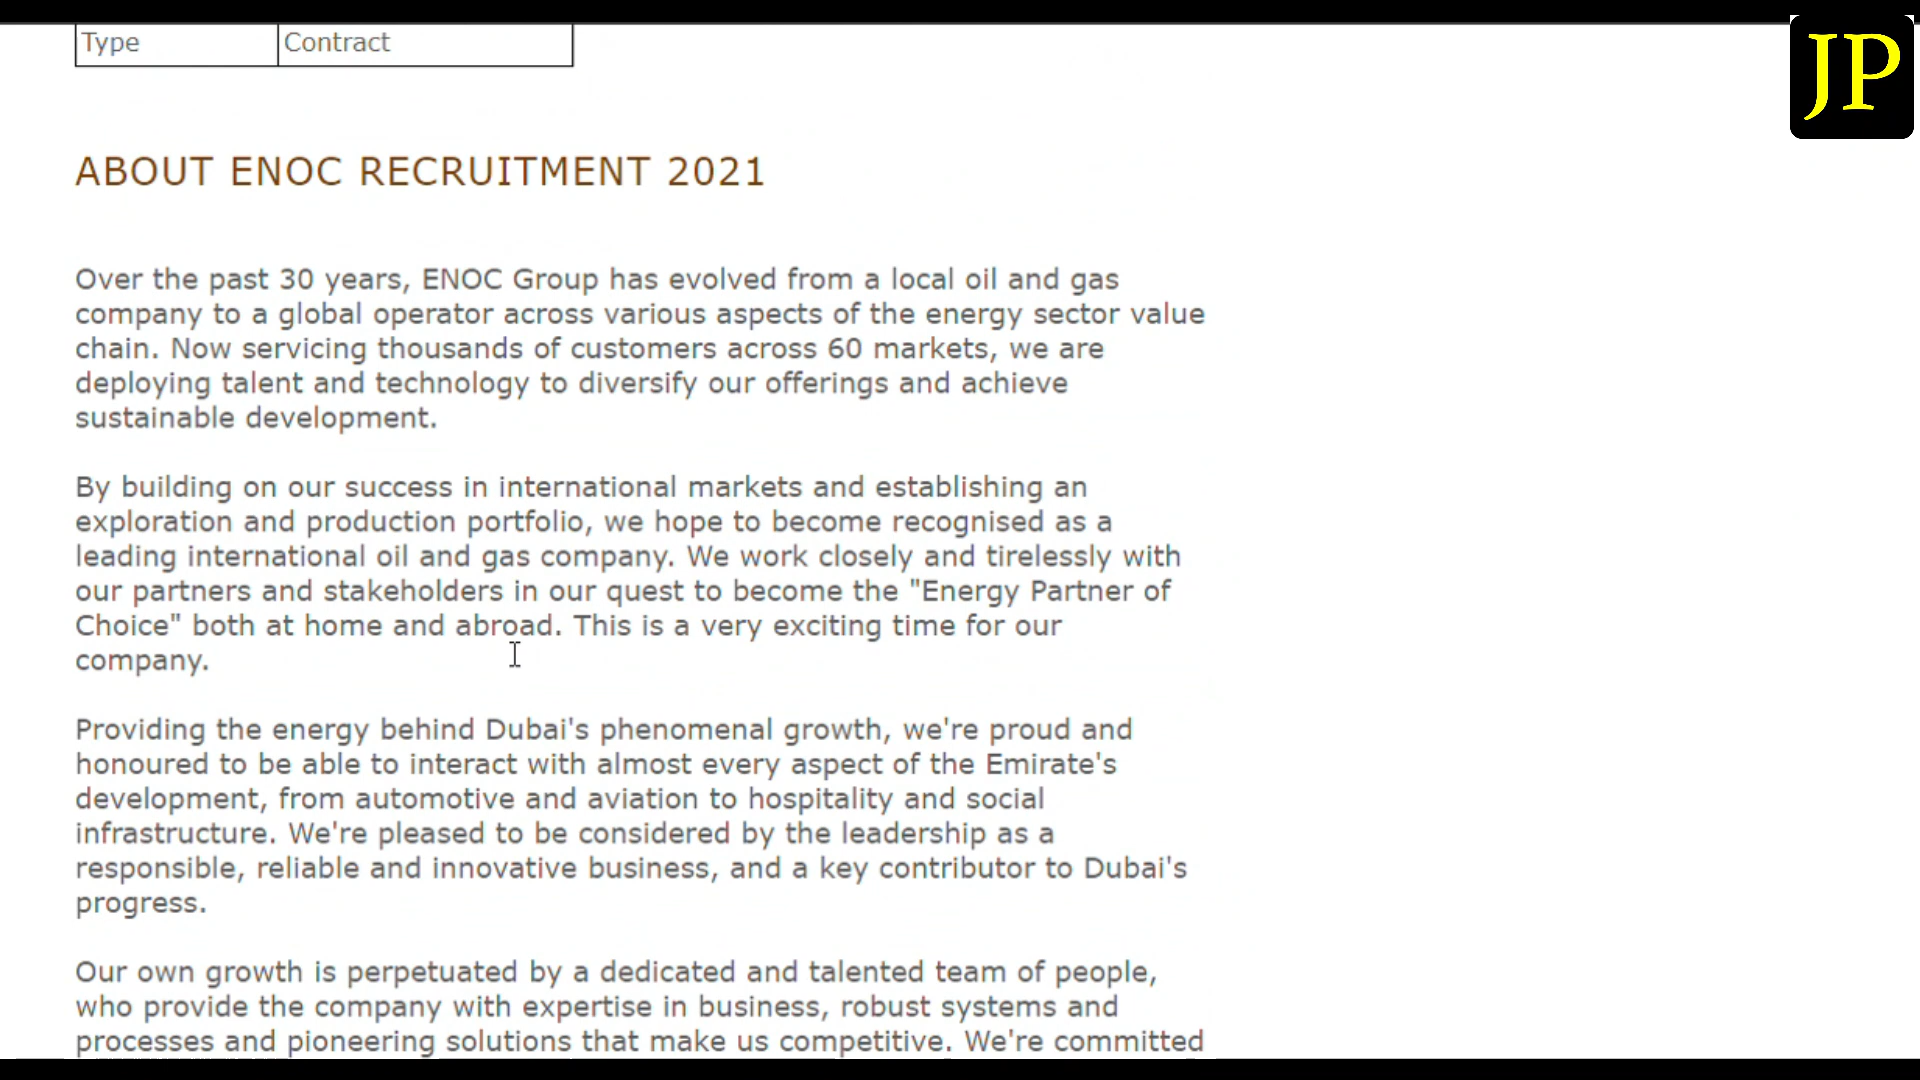 Type Contract
JP
ABOUT ENOC RECRUITMENT 2021
Over the past 30 years, ENOC Group has evolved from a local oil and gas
company to a global operator across various aspects of the energy sector value
chain. Now servicing thousands of customers across 60 markets, we are
deploying talent and technology to diversify our offerings and achieve
sustainable development.
By building on our success in international markets and establishing an
exploration and production portfolio, we hope to become recognised as a
leading international oil and gas company. We work closely and tirelessly with
our partners and stakeholders in our quest to become the "Energy Partner of
Choice" both at home and abroad. This is a very exciting time for our
company.
Providing the energy behind Dubai's phenomenal growth, we're proud and
honoured to be able to interact with almost every aspect of the Emirate's
development, from automotive and aviation to hospitality and social
infrastructure. We're pleased to be considered by the leadership as a
responsible, reliable and innovative business, and a key contributor to Dubai's
progress.
Our own growth is perpetuated by a dedicated and talented team of people,
who provide the company with expertise in business, robust systems and
processes and pioneering solutions that make us competitive. We're committed